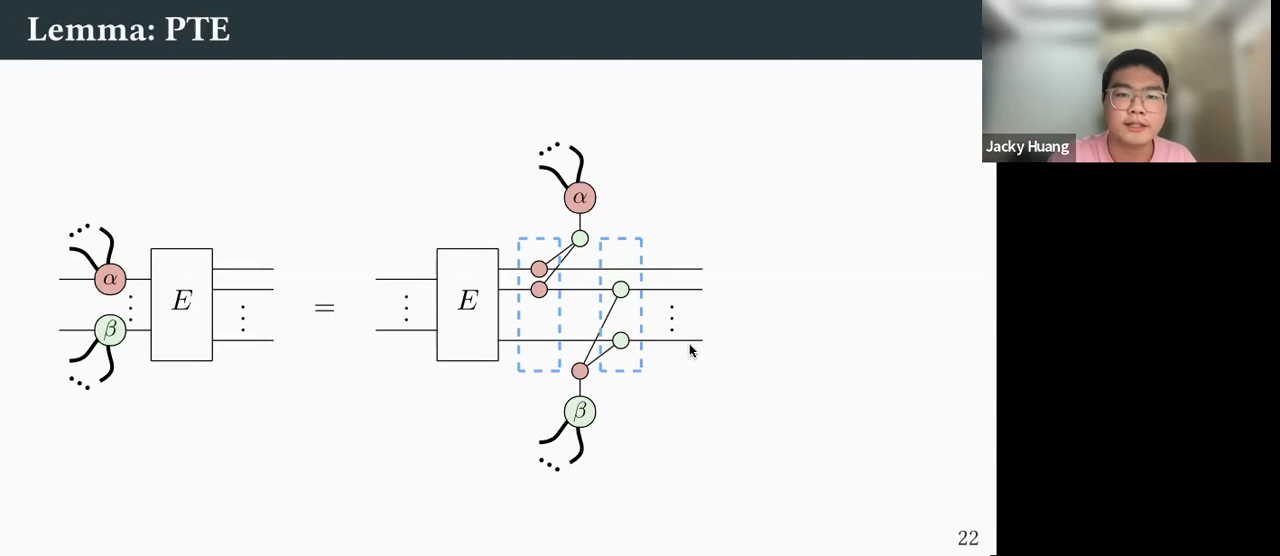 Lemma: PTE
Jacky Huang
α
α
E
=
E
β
β
22